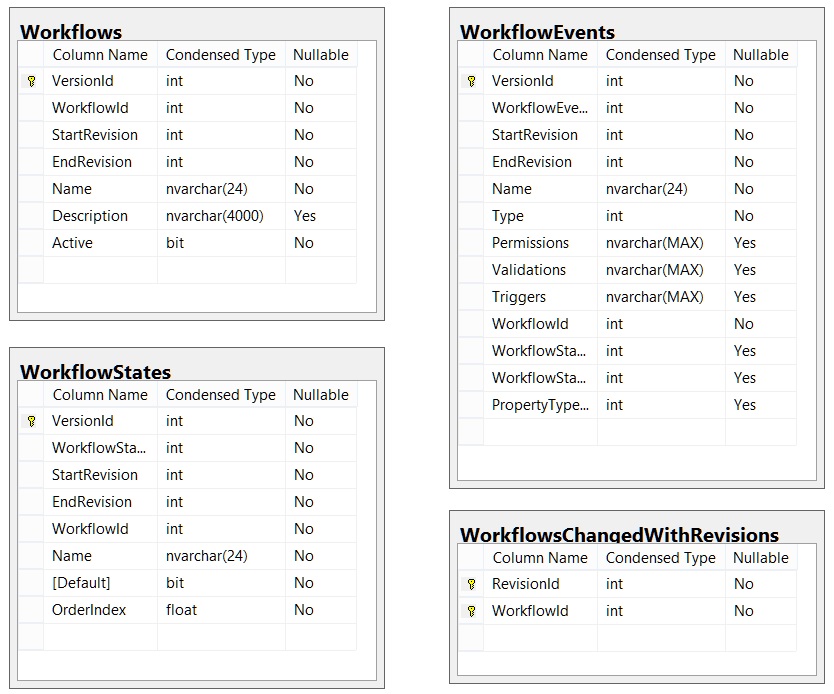 Workflows
Column Name Condensed Type Nullable
VersionId int No
WorkflowId int No
StartRevision int No
EndRevision int No
Name nvarchar(24) No
Description nvarchar(4000) Yes
Active bit No
WorkflowStates
Column Name Condensed Type Nullable
VersionId int No
WorkflowSta... int No
StartRevision int No
EndRevision int No
WorkflowId int No
Name nvarchar(24) No
[Default] bit No
OrderIndex float No
WorkflowEvents
Column Name Condensed Type Nullable
VersionId int No
WorkflowEve... int No
StartRevision int No
EndRevision int No
Name nvarchar(24) No
Type int No
Permissions nvarchar(MAX) Yes
Validations nvarchar(MAX) Yes
Triggers nvarchar(MAX) Yes
WorkflowId int No
WorkflowSta... int Yes
WorkflowSta... int Yes
PropertyType... int Yes
WorkflowsChangedWithRevisions
Column Name Condensed Type Nullable
RevisionId int No
WorkflowId int No